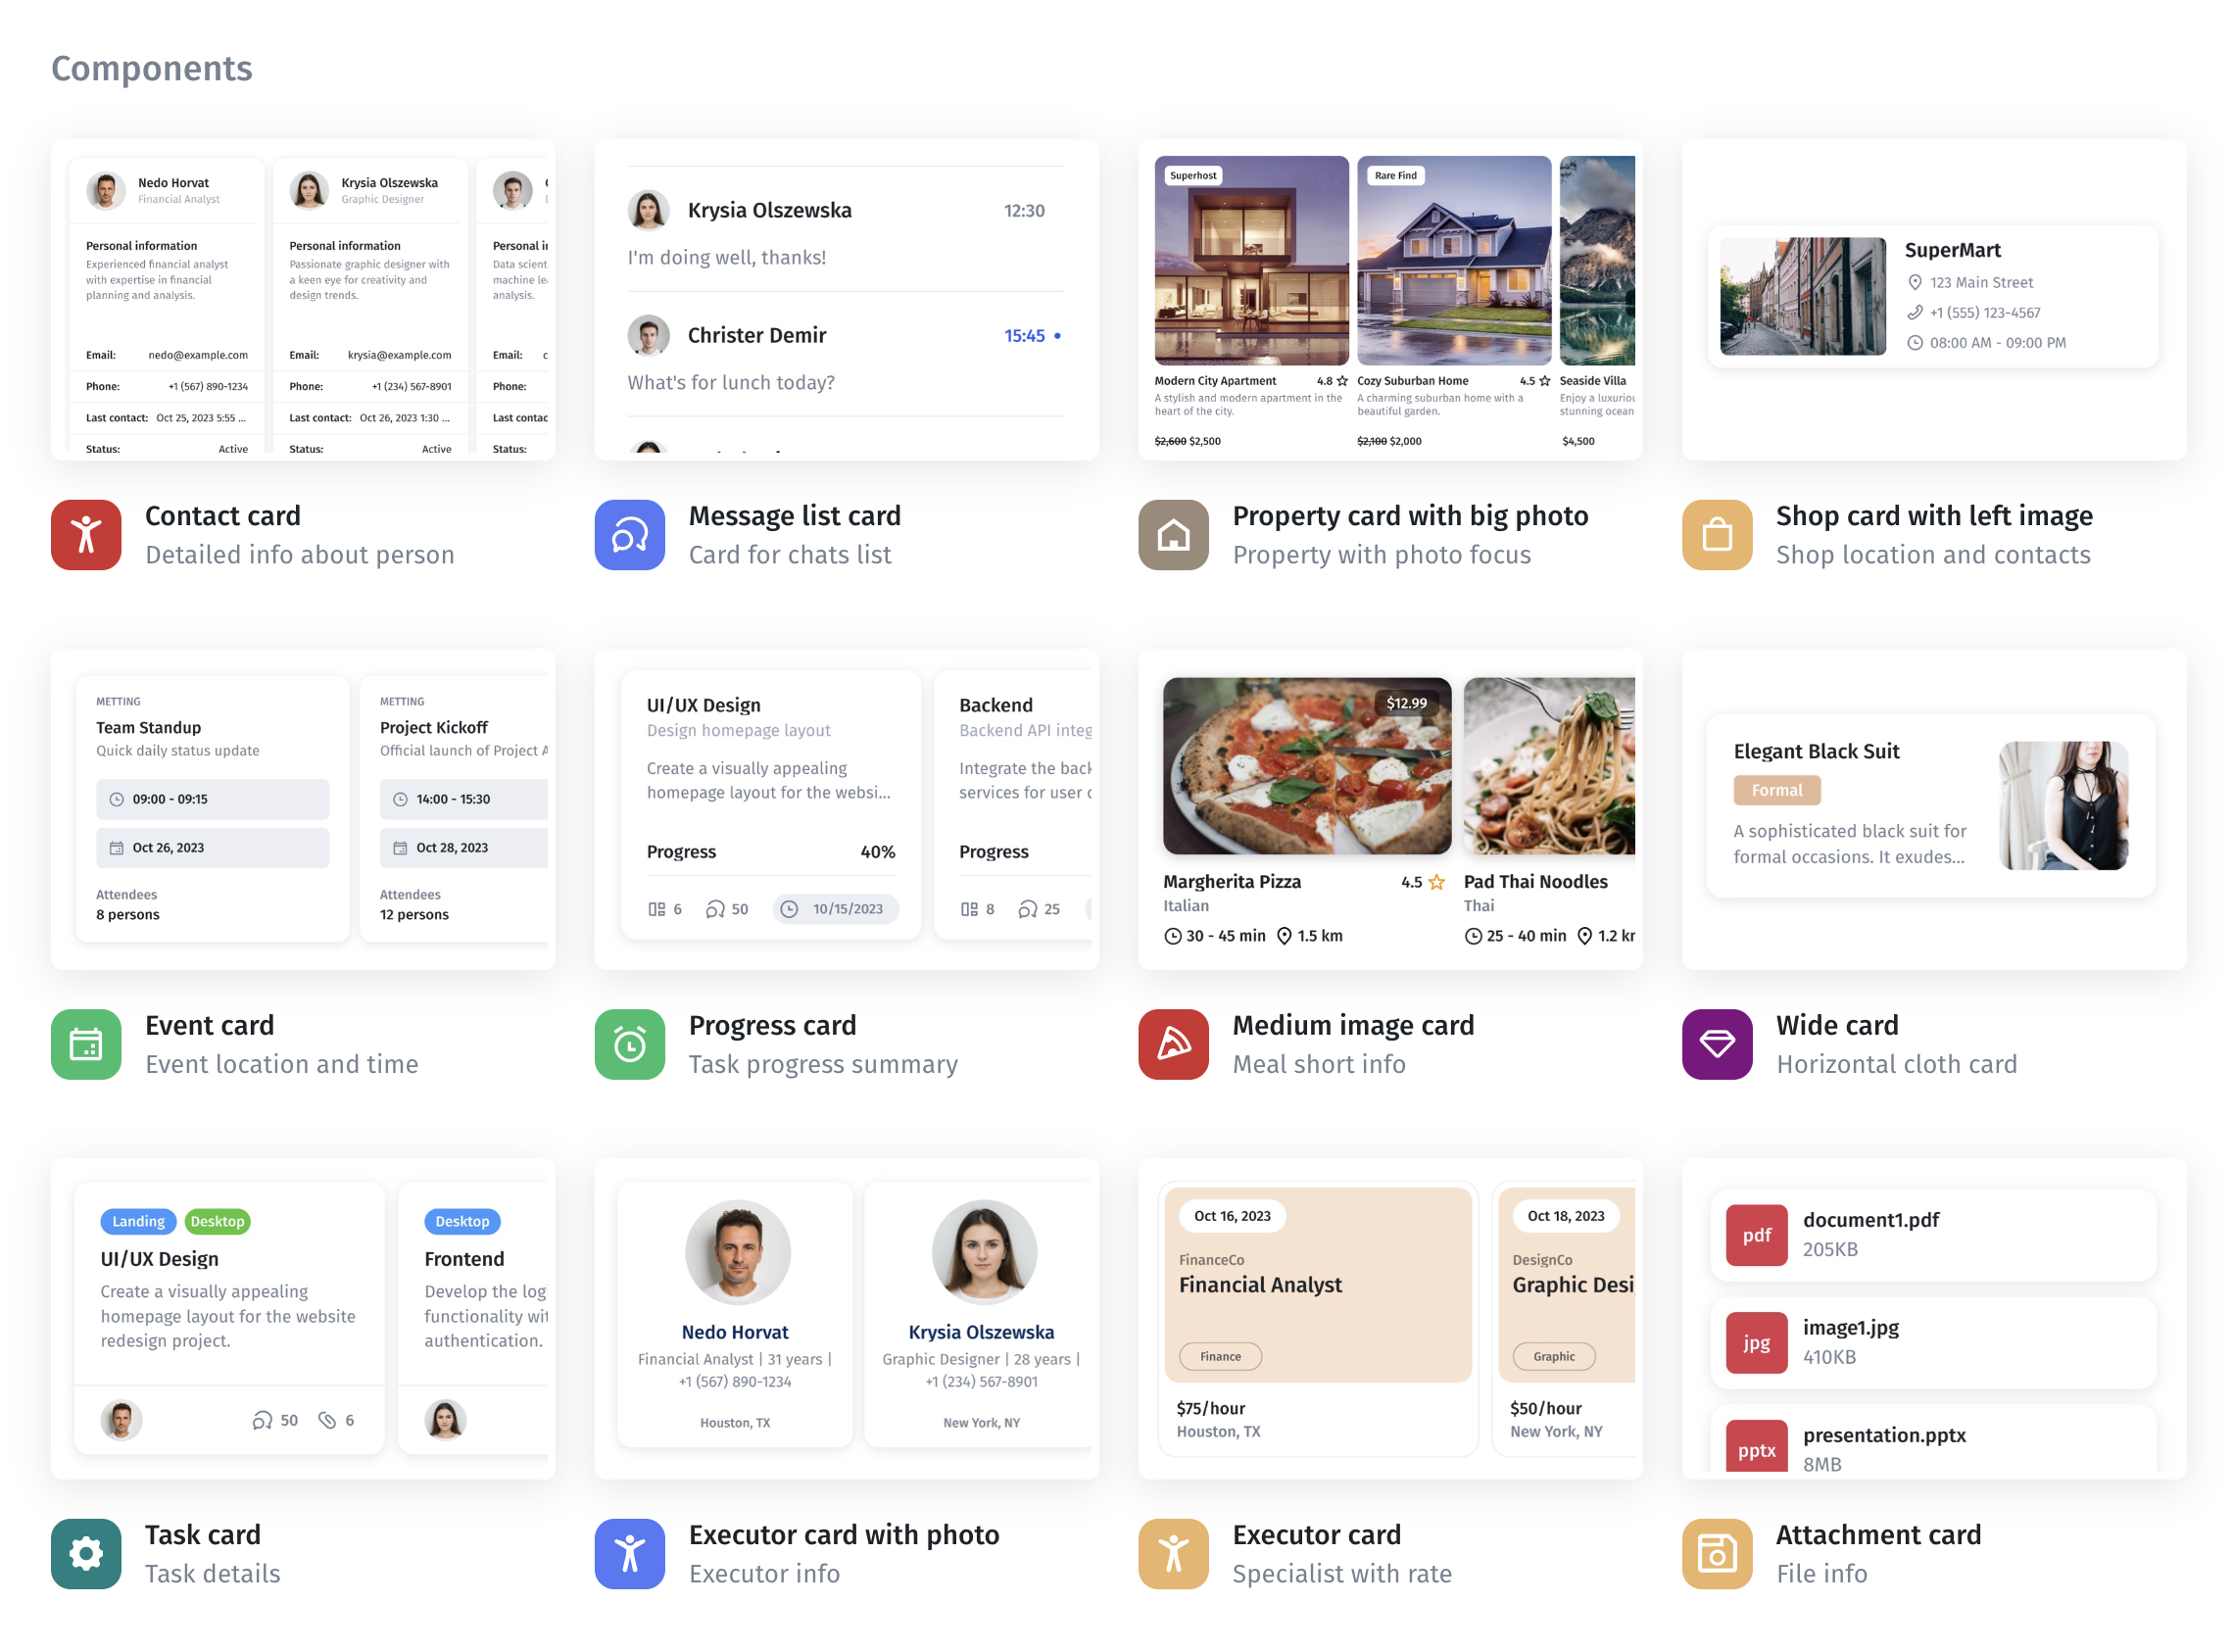 Components
Nedo Horvat
Financial Analyst
Personal information
Experienced financial analyst
with expertise in financial
planning and analysis.
Email: nedo@example.com
Phone: +1 (567) 890-1234
Last contact: Oct 25, 2023 5:55 ...
Status: Active
Krysia Olszewska
Graphic Designer
Personal information
Passionate graphic designer with
a keen eye for creativity and
design trends.
Email: krysia@example.com
Phone: +1 (234) 567-8901
Last contact: Oct 26, 2023 1:30 ...
Status: Active
Personal
Data scient
machine
analysis.
Email:
Phone:
Last contac
Status:
Contact card
Detailed info about person
Krysia Olszewska 12:30
I'm doing well, thanks!
Christer Demir 15:45
What's for lunch today?
Message list card
Card for chats list
Superhost
Modern City Apartment 4.8
A stylish and modern apartment in the
heart of the city.
$2,600 $2,500
Rare Find
Cozy Suburban Home 4.5
A charming suburban home with a
beautiful garden.
$2,100 $2,000
Seaside Villa
Enjoy a luxuriou
stunning ocean
$4,500
Property card with big photo
Property with photo focus
SuperMart
123 Main Street
+1 (555) 123-4567
08:00 AM - 09:00 PM
Shop card with left image
Shop location and contacts
METTING
Team Standup
Quick daily status update
09:00 - 09:15
Oct 26, 2023
Attendees
8 persons
METTING
Project Kickoff
Official launch of Project A
14:00 - 15:30
Oct 28, 2023
Attendees
12 persons
Event card
Event location and time
UI/UX Design
Design homepage layout
Create a visually appealing
homepage layout for the websi...
Progress 40%
6 50 10/15/2023
Backend
Backend API integ
Integrate the back
services for user
Progress
8 25
Progress card
Task progress summary
$12.99
Margherita Pizza 4.5
Italian
30 - 45 min 1.5 km
Pad Thai Noodles
Thai
25 - 40 min 1.2
Medium image card
Meal short info
Elegant Black Suit
Formal
A sophisticated black suit for
formal occasions. It exudes...
Wide card
Horizontal cloth card
Landing Desktop
UI/UX Design
Create a visually appealing
homepage layout for the website
redesign project.
50 6
Desktop
Frontend
Develop the log
functionality wit
authentication.
Task card
Task details
Nedo Horvat
Financial Analyst | 31 years |
+1 (567) 890-1234
Houston, TX
Krysia Olszewska
Graphic Designer | 28 years |
+1 (234) 567-8901
New York, NY
Executor card with photo
Executor info
Oct 16, 2023
FinanceCo
Financial Analyst
Finance
$75/hour
Houston, TX
Oct 18, 2023
DesignCo
Graphic Desi
Graphic
$50/hour
New York, NY
Executor card
Specialist with rate
pdf
document1.pdf
205KB
jpg
image1.jpg
410KB
pptx
presentation.pptx
8MB
Attachment card
File info